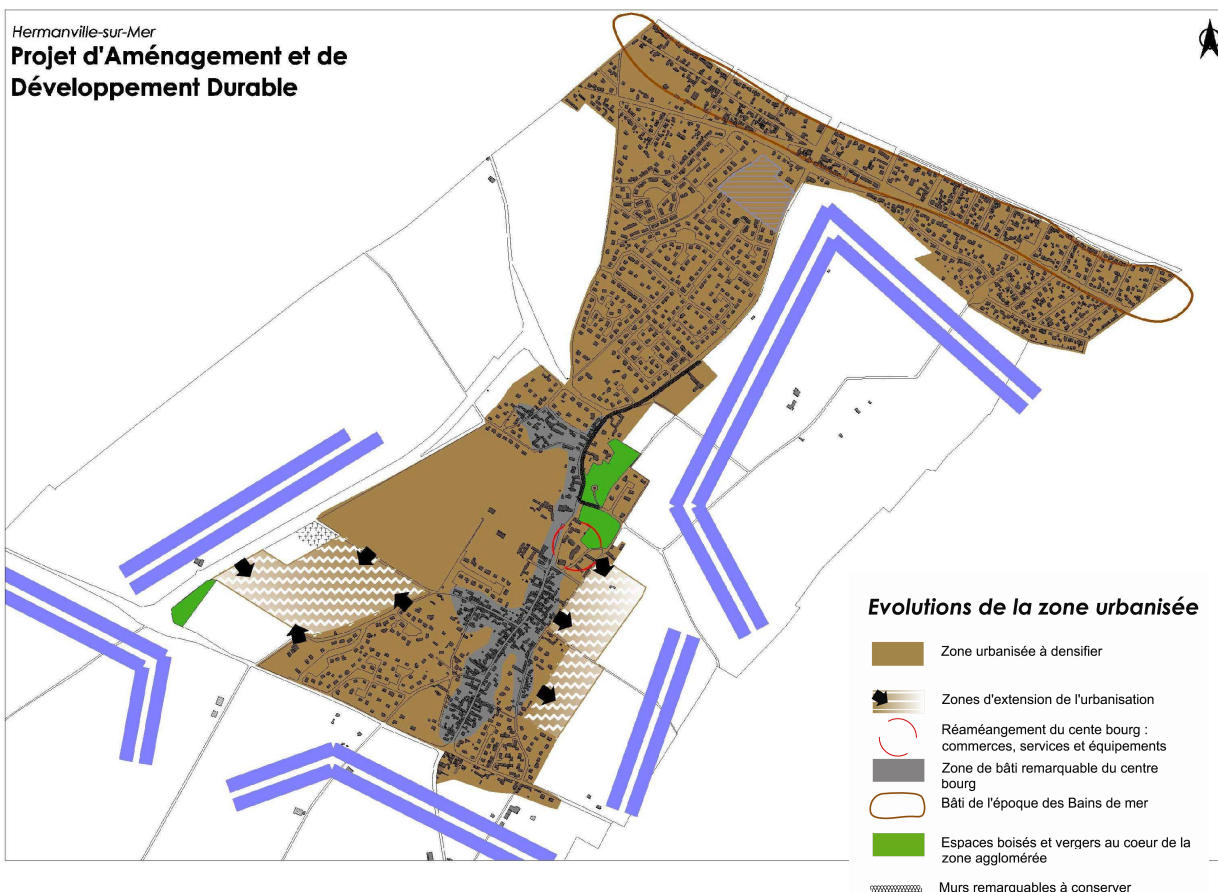 Hermanville-sur-Mer
Projet d'Aménagement et de
Développement Durable
Evolutions de la zone urbanisée
Zone urbanisée à densifier
Zones d'extension de l'urbanisation
Réaméangement du cente bourg :
commerces, services et équipements
Zone de bâti remarquable du centre
bourg
Bâti de l'époque des Bains de mer
Espaces boisés et vergers au coeur de la
zone agglomérée
Murs remarquables à conserver